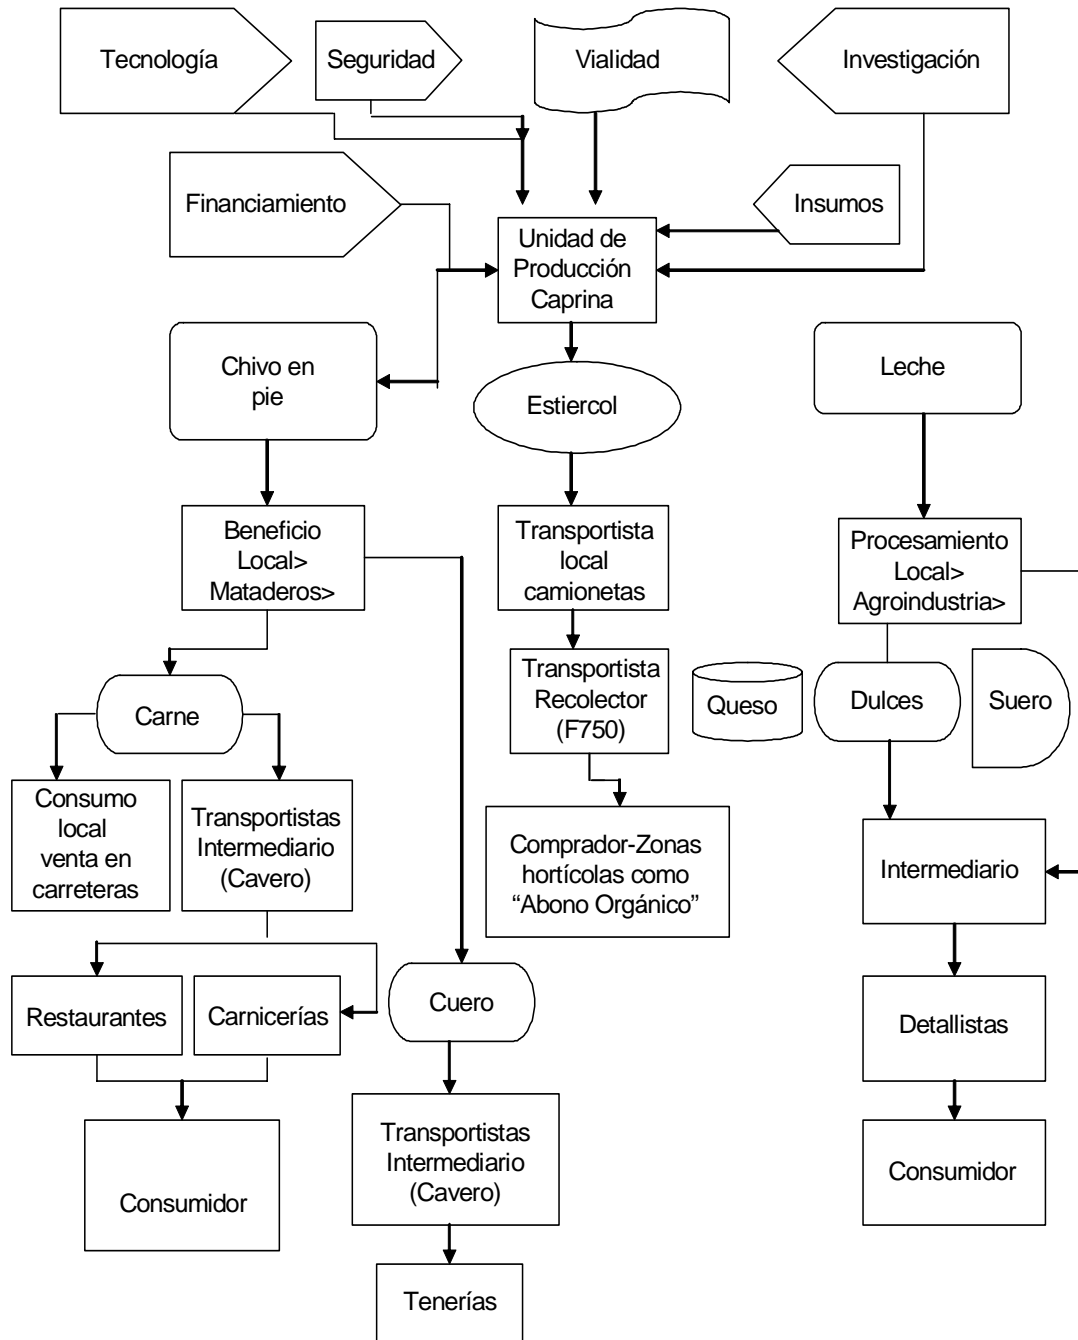 Tecnología
Seguridad
Vialidad
Investigación
Financiamiento
Insumos
Unidad de
Producción
Caprina
Chivo en
pie
Estiercol
Leche
Beneficio
Local>
Mataderos>
Transportista
local
camionetas
Procesamiento
Local>
Agroindustria>
Transportista
Recolector
(F750)
Queso
Dulces
Suero
Carne
Consumo
local
venta en
carreteras
Transportistas
Intermediario
(Cavero)
Comprador-Zonas
hortícolas como
“Abono Orgánico”
Intermediario
Restaurantes
Carnicerías
Cuero
Detallistas
Consumidor
Transportistas
Intermediario
(Cavero)
Consumidor
Tenerías